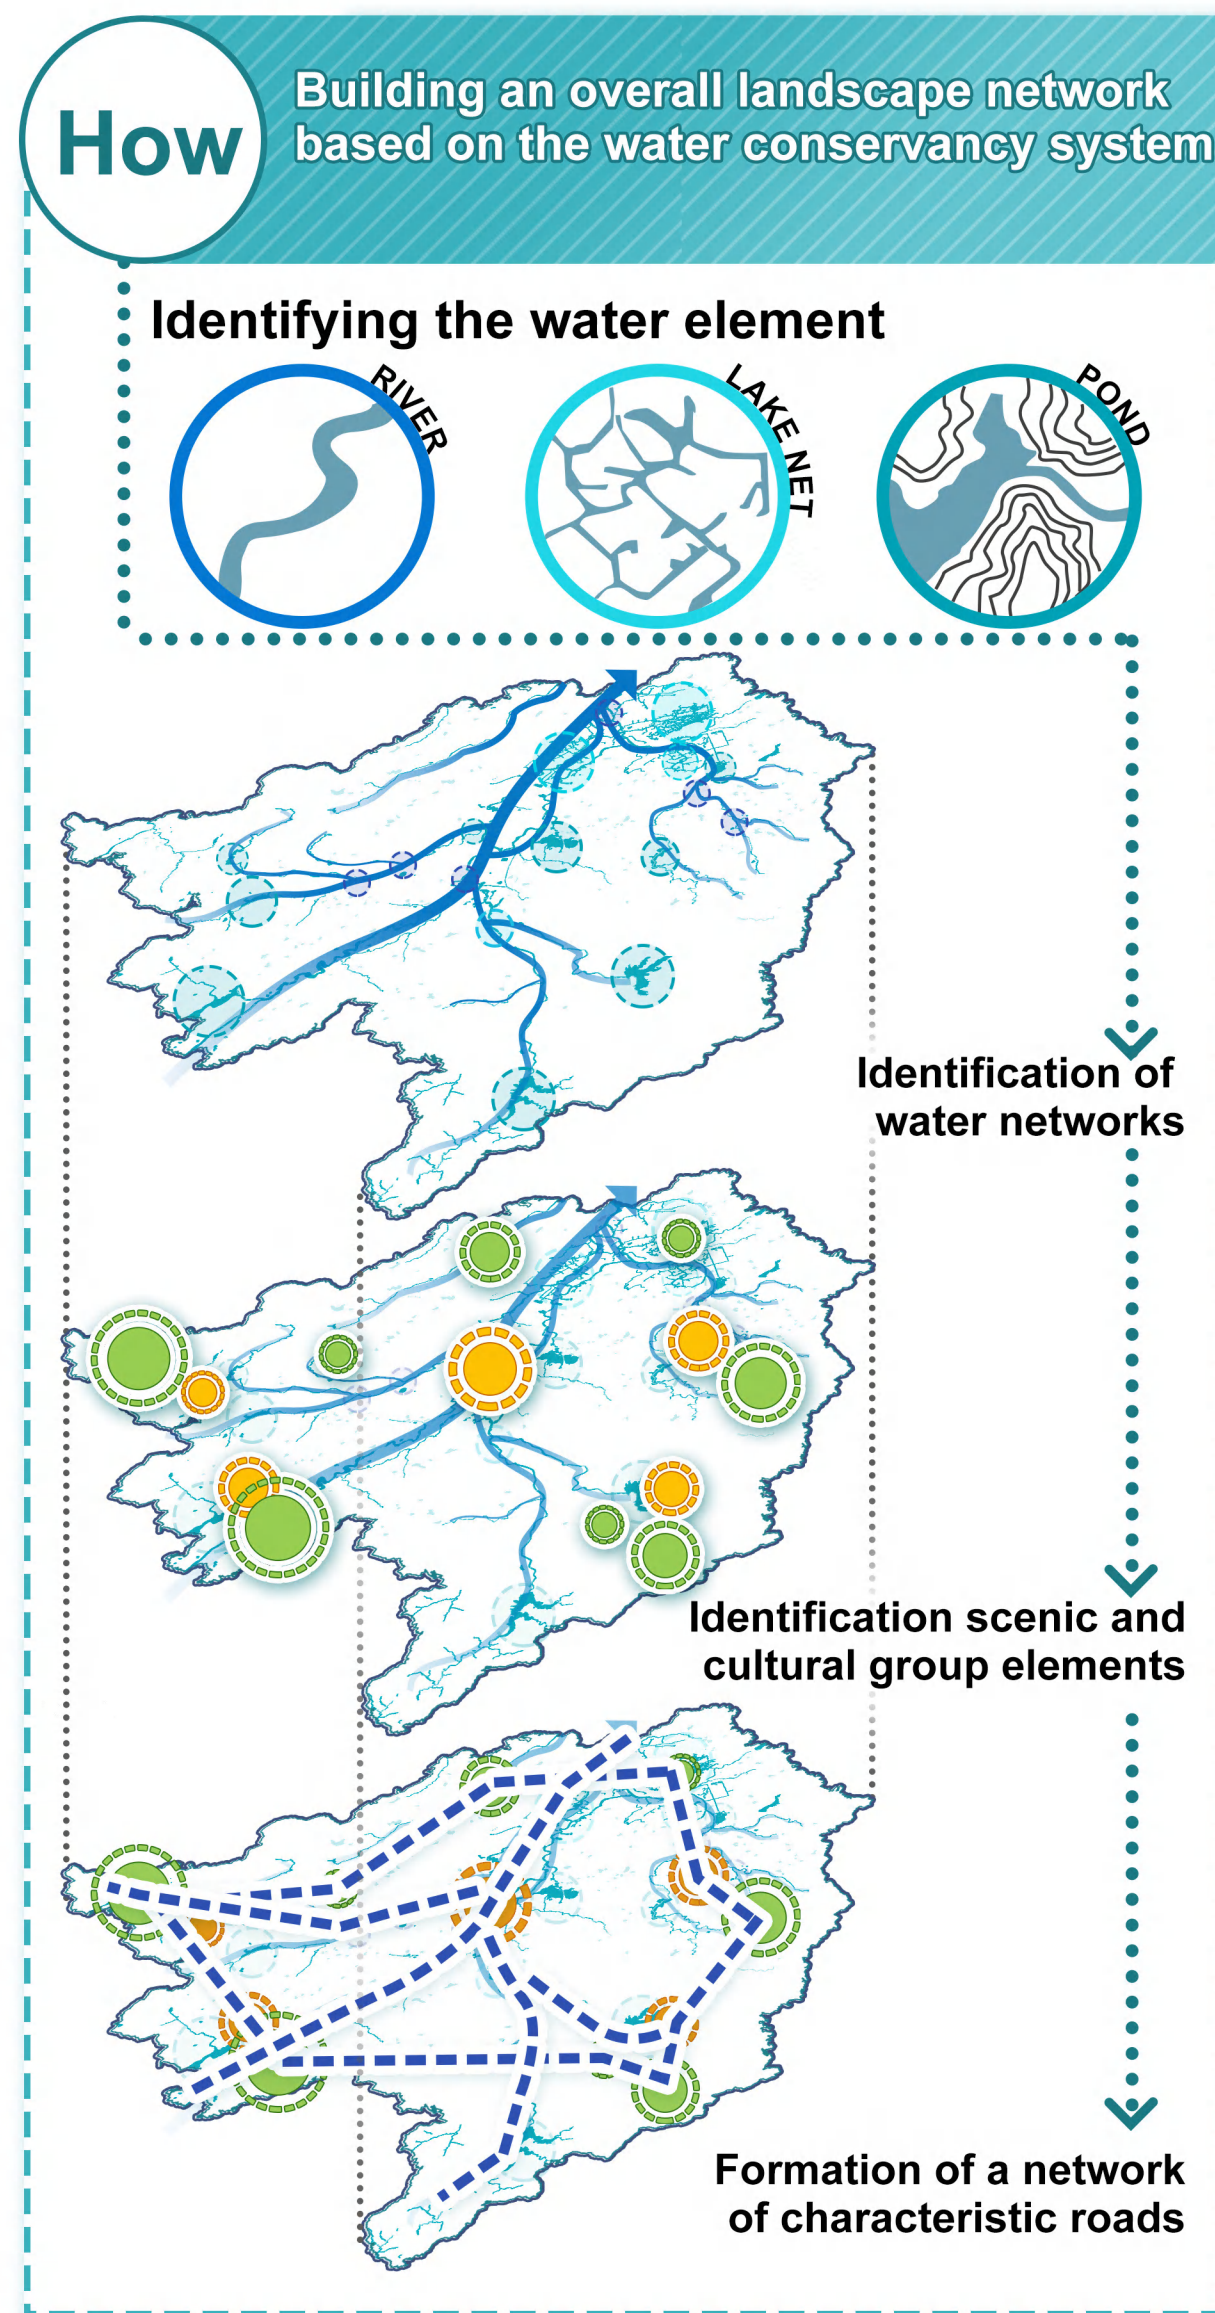 How
Building an overall landscape network
based on the water conservancy system
Identifying the water element
RIVER
LAKE NET
POND
Identification of
water networks
Identification scenic and
cultural group elements
Formation of a network
of characteristic roads